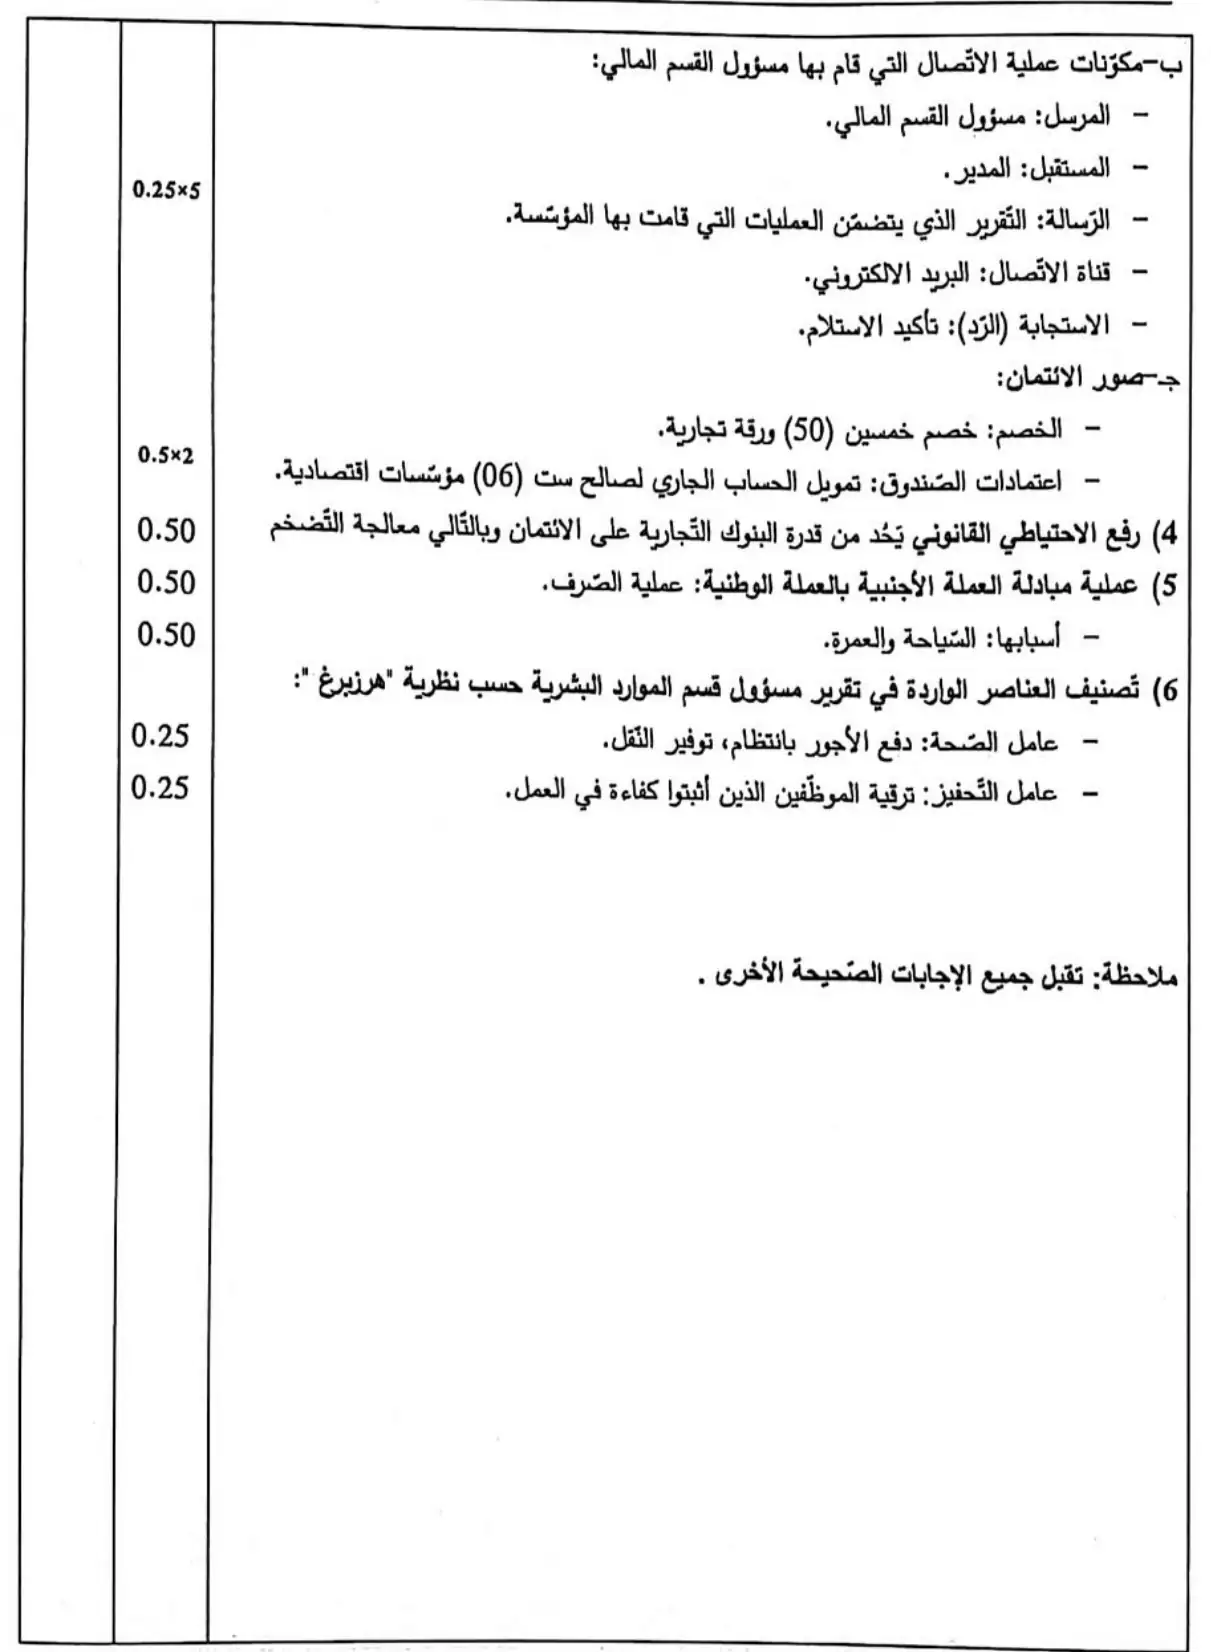 ب-مكوّنات عملية الاتّصال التي قام بها مسؤول القسم المالي:
- المرسل: مسؤول القسم المالي.
- المستقبل: المدير.
0.25×5
- الرّسالة: التّقرير الذي يتضمّن العمليات التي قامت بها المؤسّسة.
- قناة الاتّصال: البريد الالكتروني.
- الاستجابة (الرّد): تأكيد الاستلام.
جـ-صور الائتمان:
- الخصم: خصم خمسين (50) ورقة تجارية.
0.5×2
- اعتمادات الصّندوق: تمويل الحساب الجاري لصالح ست (06) مؤسّسات اقتصادية.
4) رفع الاحتياطي القانوني يَحُد من قدرة البنوك التّجارية على الائتمان وبالتّالي معالجة التّضخم 0.50
5) عملية مبادلة العملة الأجنبية بالعملة الوطنية: عملية الصّرف. 0.50
- أسبابها: السّياحة والعمرة. 0.50
6) تَصنيف العناصر الواردة في تقرير مسؤول قسم الموارد البشرية حسب نظرية "هرزبرغ ":
- عامل الصّحة: دفع الأجور بانتظام، توفير النّقل. 0.25
- عامل التّحفيز: ترقية الموظّفين الذين أثبتوا كفاءة في العمل. 0.25
ملاحظة: تقبل جميع الإجابات الصّحيحة الأخرى .